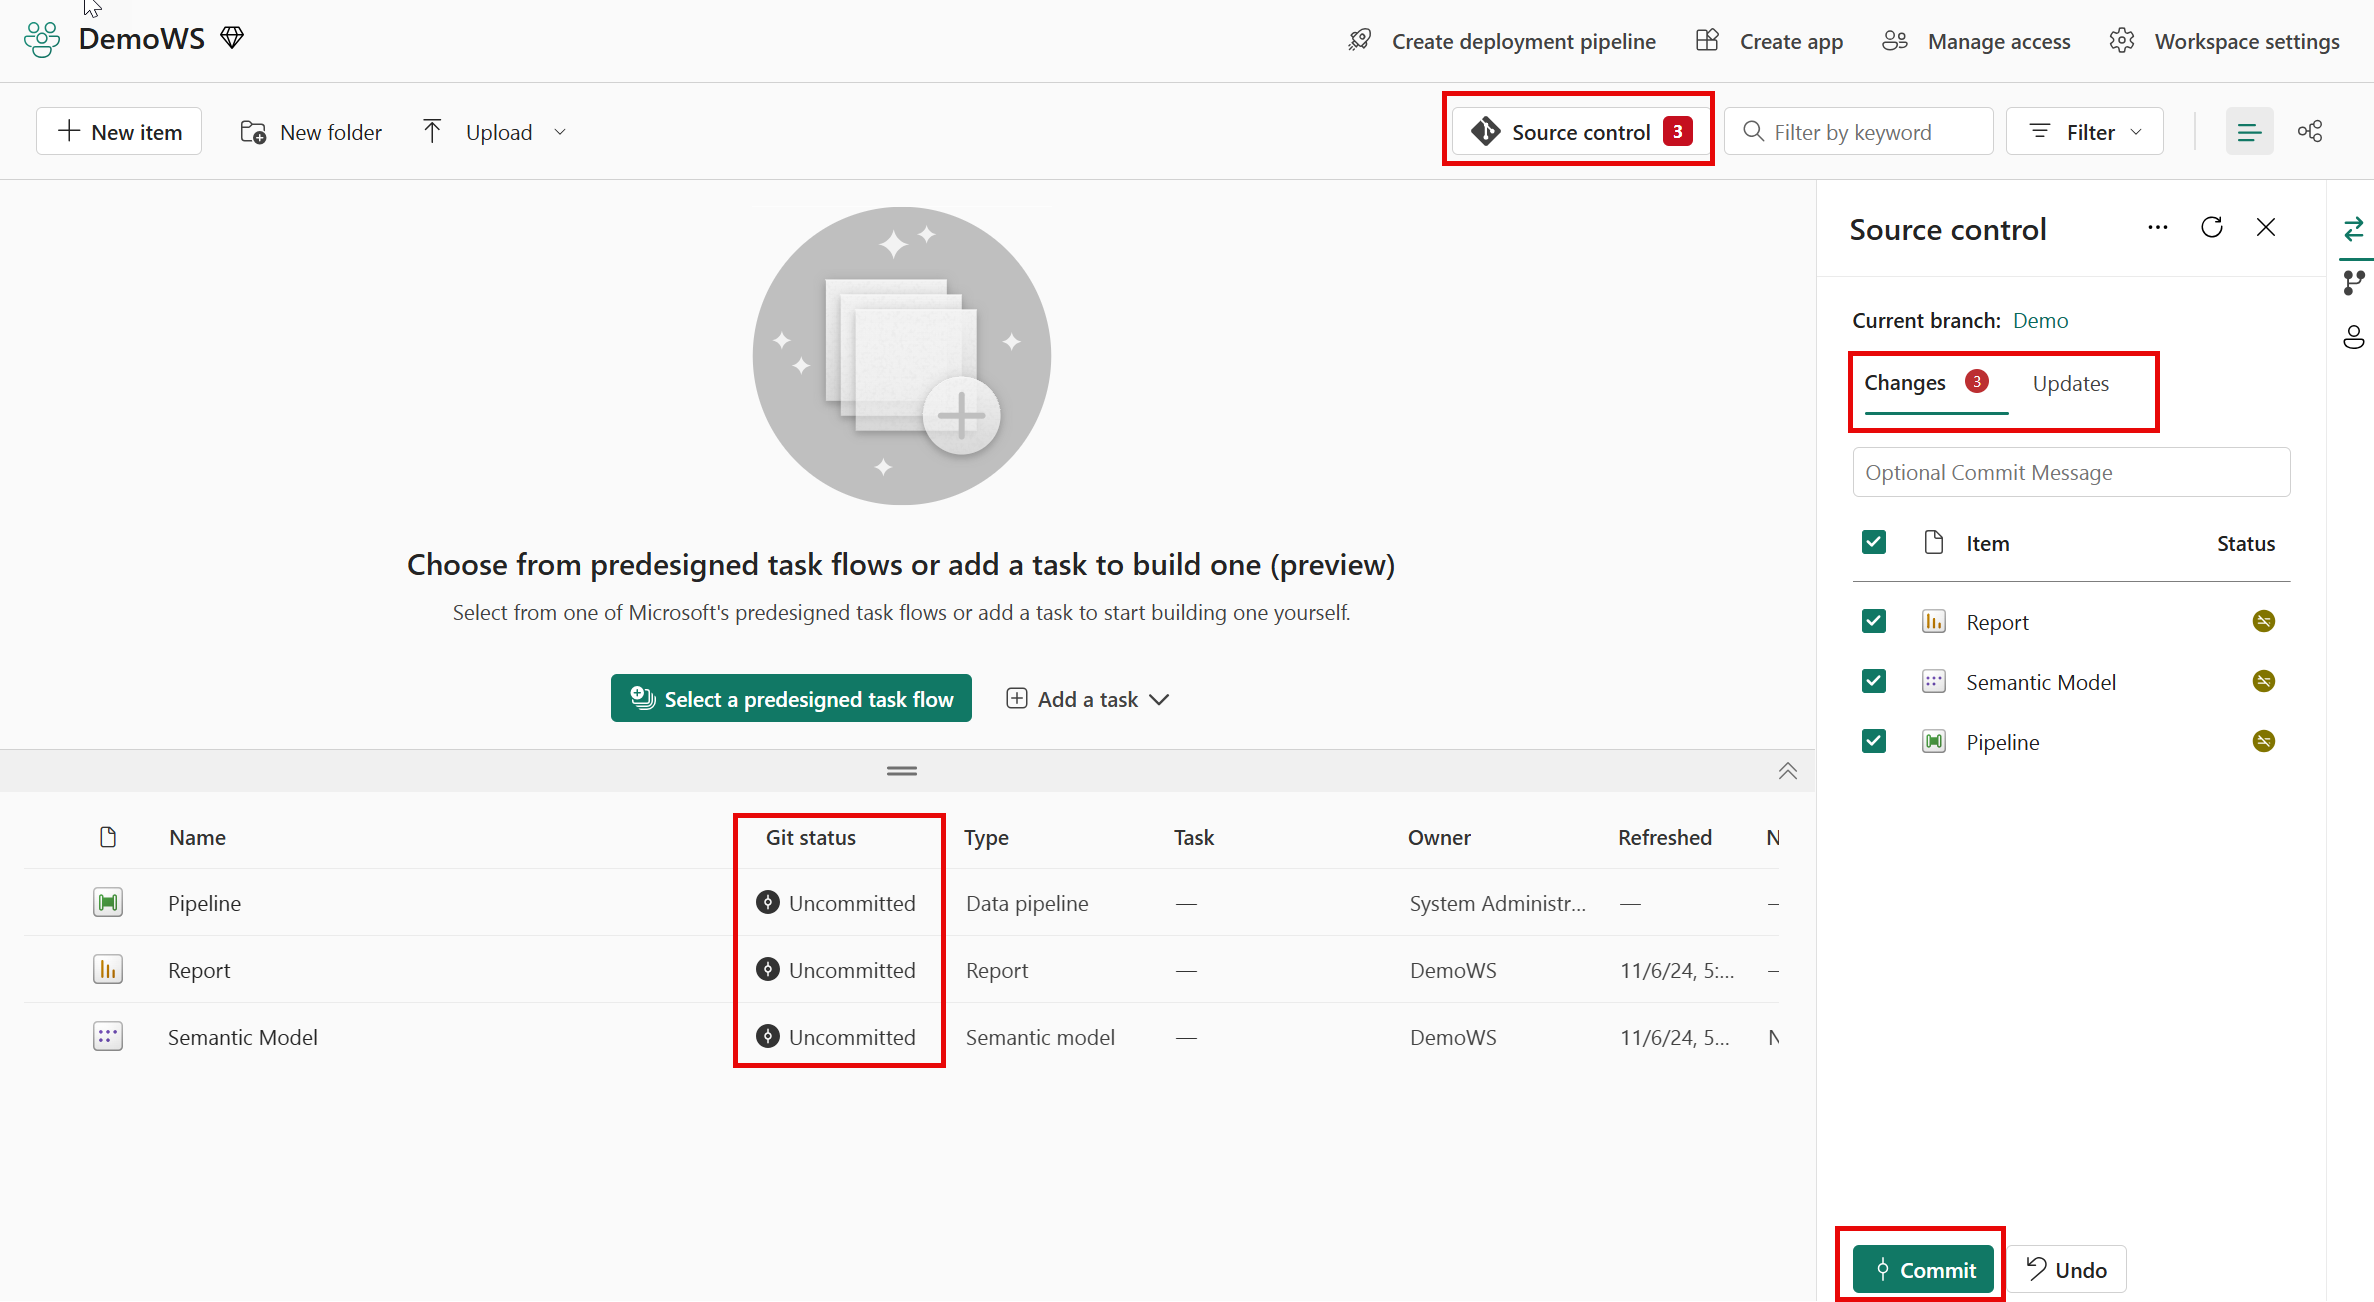 DemoWS
Create deployment pipeline
Create app
Manage access
Workspace settings
New item
New folder
Upload
Source control 3
Filter by keyword
Filter
Choose from predesigned task flows or add a task to build one (preview)
Select from one of Microsoft's predesigned task flows or add a task to start building one yourself.
Select a predesigned task flow
Add a task
Name Git status Type Task Owner Refreshed N
Pipeline Uncommitted Data pipeline — System Administr... — —
Report Uncommitted Report — DemoWS 11/6/24, 5:... —
Semantic Model Uncommitted Semantic model — DemoWS 11/6/24, 5... N
Source control
Current branch: Demo
Changes 3 Updates
Optional Commit Message
Item Status
Report
Semantic Model
Pipeline
Commit
Undo